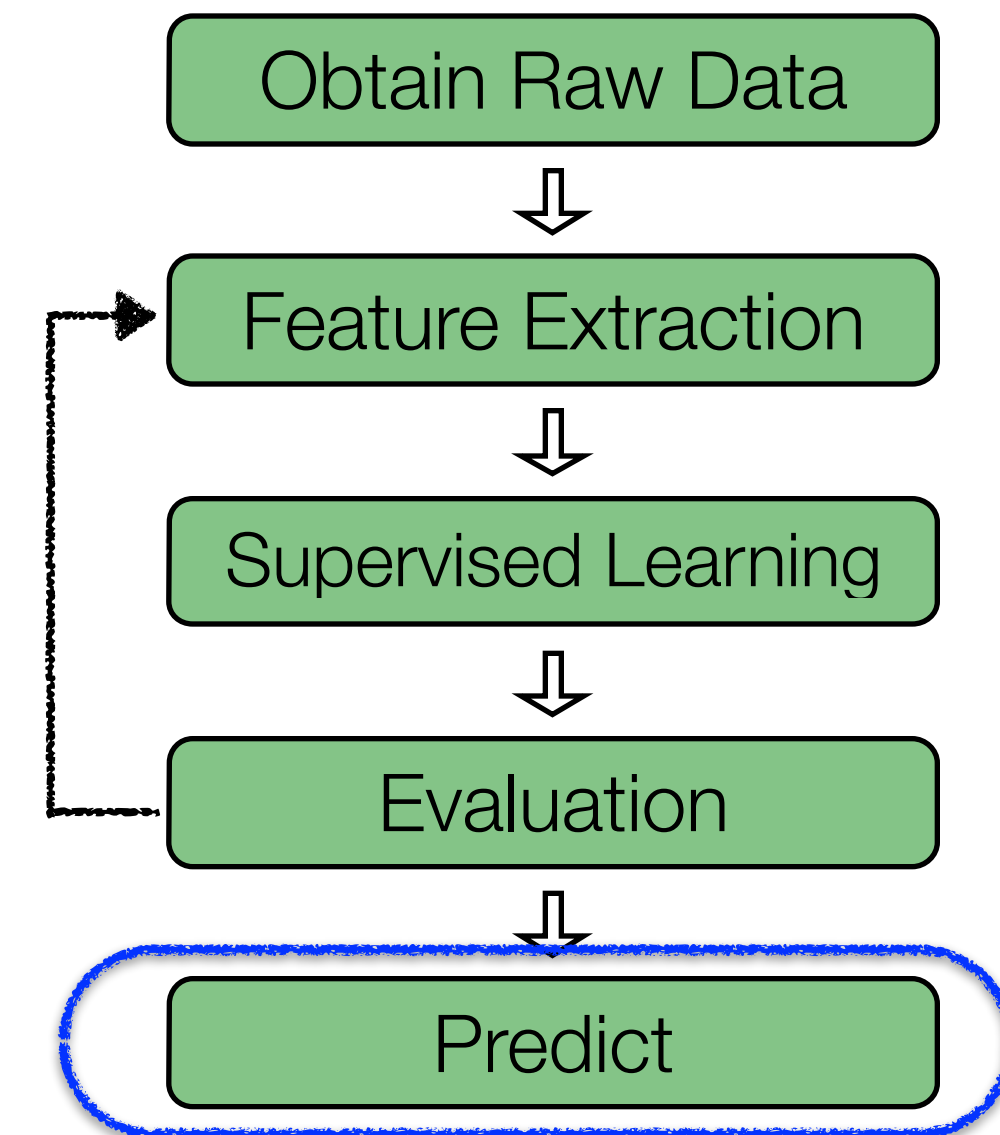 Obtain Raw Data
Feature Extraction
Supervised Learning
Evaluation
Predict